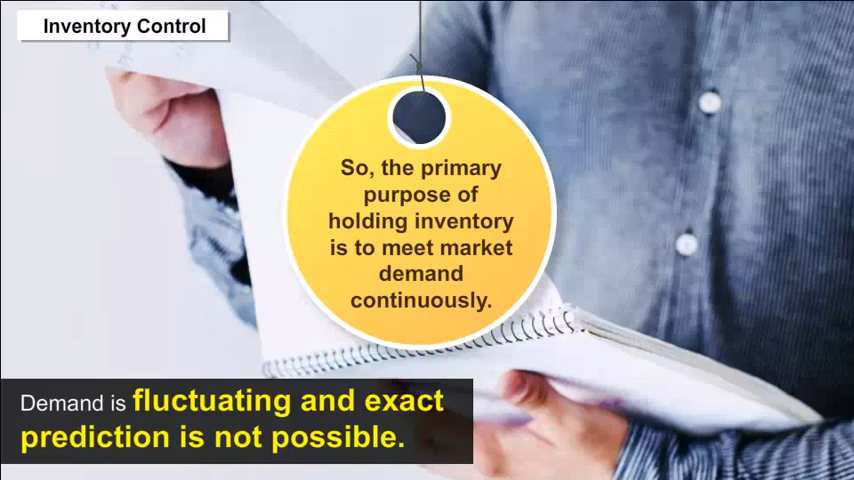 Inventory Control
So, the primary
purpose of
holding inventory
is to meet market
demand
continuously.
Demand is fluctuating and exact
prediction is not possible.